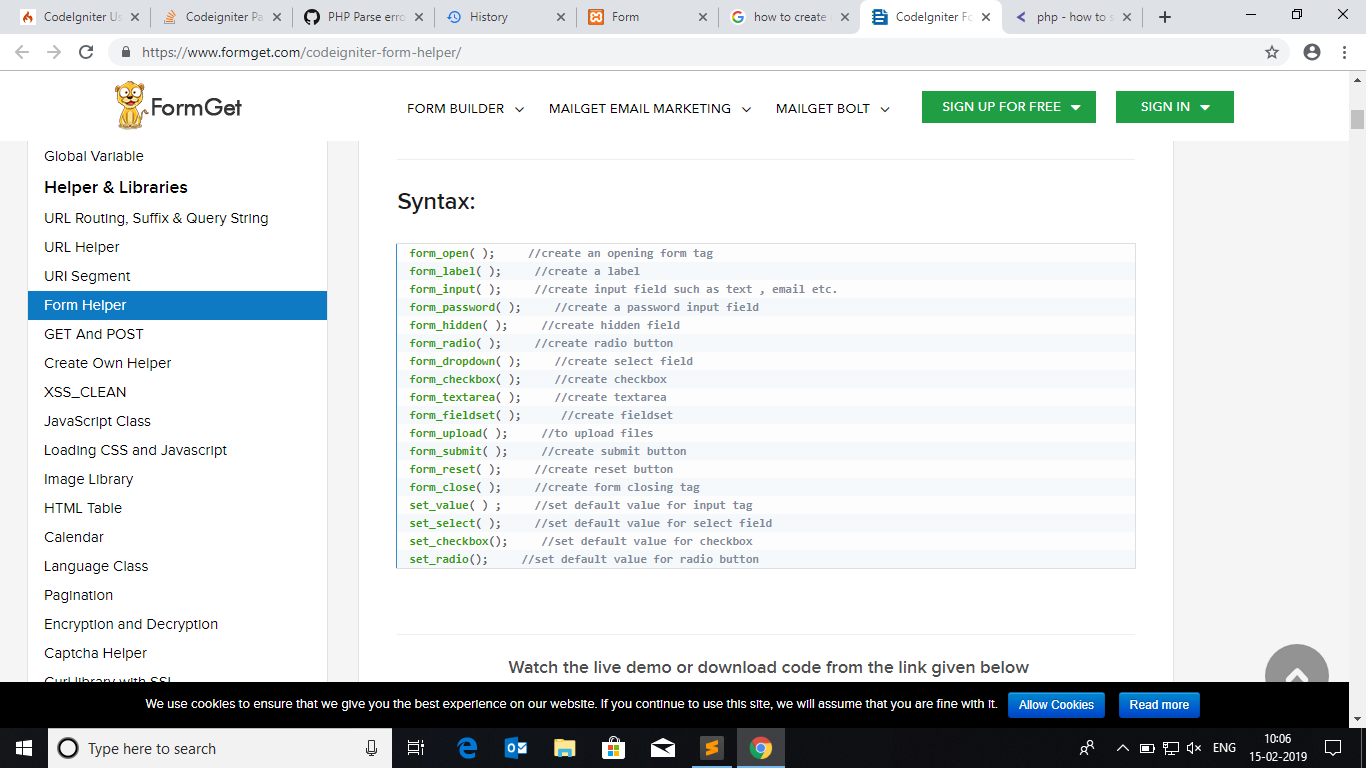 CodeIgniter Us
Codeigniter Pa
PHP Parse erro
History
Form
how to create
CodeIgniter Fo
php - how to s
https://www.formget.com/codeigniter-form-helper/
FormGet
FORM BUILDER
MAILGET EMAIL MARKETING
MAILGET BOLT
SIGN UP FOR FREE
SIGN IN
Global Variable
Helper & Libraries
URL Routing, Suffix & Query String
URL Helper
URI Segment
Form Helper
GET And POST
Create Own Helper
XSS_CLEAN
JavaScript Class
Loading CSS and Javascript
Image Library
HTML Table
Calendar
Language Class
Pagination
Encryption and Decryption
Captcha Helper
Curl library with SSL
Syntax:
form_open( );     //create an opening form tag
form_label( );     //create a label
form_input( );     //create input field such as text , email etc.
form_password( );     //create a password input field
form_hidden( );     //create hidden field
form_radio( );     //create radio button
form_dropdown( );     //create select field
form_checkbox( );     //create checkbox
form_textarea( );     //create textarea
form_fieldset( );      //create fieldset
form_upload( );     //to upload files
form_submit( );     //create submit button
form_reset( );     //create reset button
form_close( );     //create form closing tag
set_value( ) ;     //set default value for input tag
set_select( );     //set default value for select field
set_checkbox();     //set default value for checkbox
set_radio();     //set default value for radio button
Watch the live demo or download code from the link given below
We use cookies to ensure that we give you the best experience on our website. If you continue to use this site, we will assume that you are fine with it.
Allow Cookies
Read more
Type here to search
ENG
10:06
15-02-2019